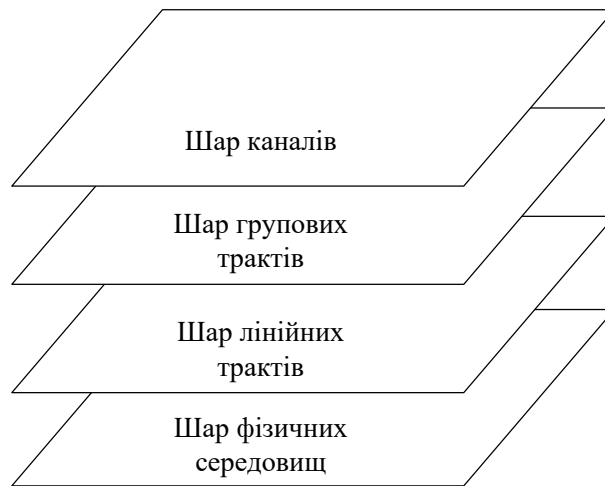 Шар каналів
Шар групових
трактів
Шар лінійних
трактів
Шар фізичних
середовищ